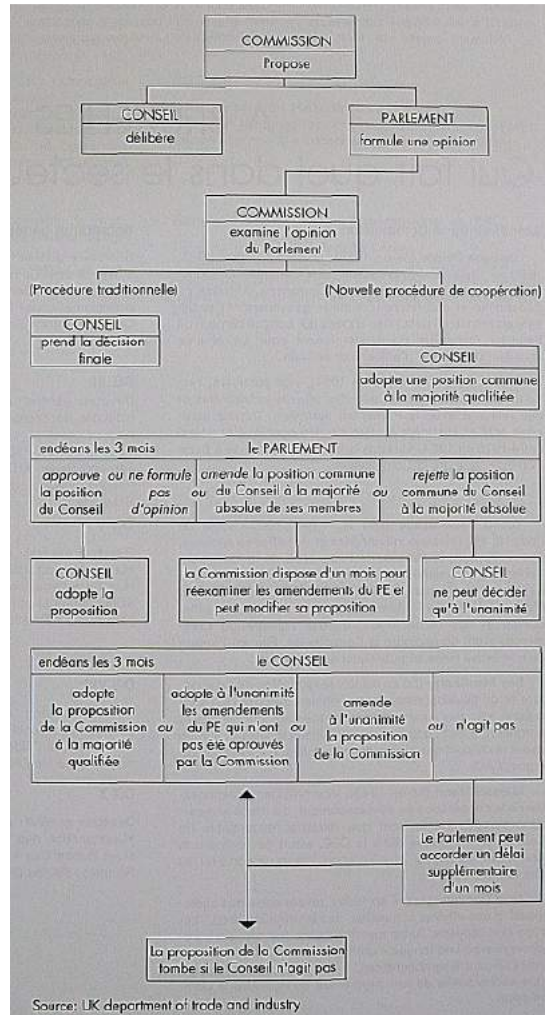 COMMISSION
Propose
CONSEIL
délibère
PARLEMENT
formule une opinion
COMMISSION
examine l'opinion
du Parlement
(Procédure traditionnelle)
(Nouvelle procédure de coopération)
CONSEIL
prend la décision
finale
CONSEIL
adopte une position commune
à la majorité qualifiée
endéans les 3 mois le PARLEMENT
approuve ou ne formule
la position pas
du Conseil d'opinion
ou
amende la position commune
du Conseil à la majorité
absolue de ses membres
ou
rejette la position
commune du Conseil
à la majorité absolue
CONSEIL
adopte la
proposition
la Commission dispose d'un mois pour
réexaminer les amendements du PE et
peut modifier sa proposition
CONSEIL
ne peut décider
qu'à l'unanimité
endéans les 3 mois le CONSEIL
adopte
la proposition
de la Commission
à la majorité
qualifiée
ou
adopte à l'unanimité
les amendements
du PE qui n'ont
pas été aprouvés
par la Commission
ou
amende
à l'unanimité
la proposition
de la Commission
ou
n'agit pas
Le Parlement peut
accorder un délai
supplémentaire
d'un mois
La proposition de la Commission
tombe si le Conseil n'agit pas
Source: UK department of trade and industry